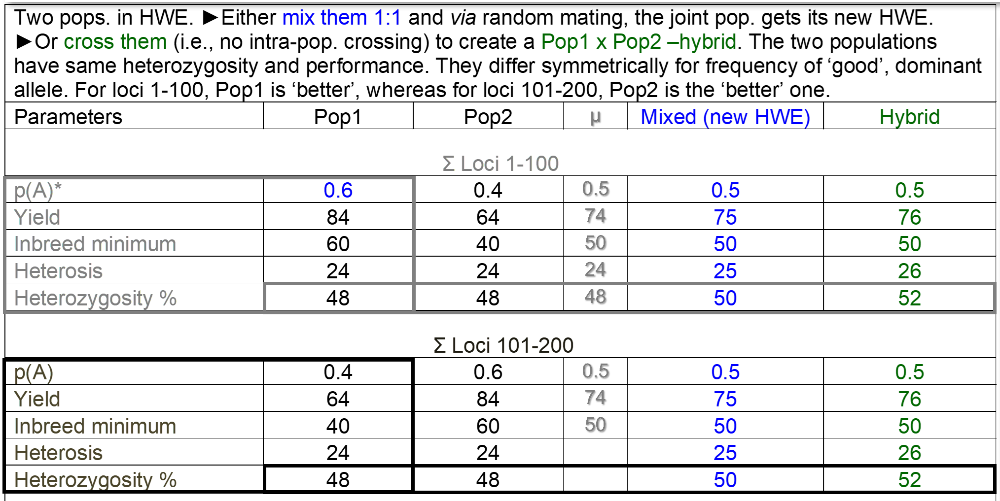 Two pops. in HWE. ►Either mix them 1:1 and via random mating, the joint pop. gets its new HWE.
►Or cross them (i.e., no intra-pop. crossing) to create a Pop1 x Pop2 –hybrid. The two populations
have same heterozygosity and performance. They differ symmetrically for frequency of ‘good’, dominant
allele. For loci 1-100, Pop1 is ‘better’, whereas for loci 101-200, Pop2 is the ‘better’ one.
Parameters Pop1 Pop2 μ Mixed (new HWE) Hybrid
Σ Loci 1-100
p(A)* 0.6 0.4 0.5 0.5 0.5
Yield 84 64 74 75 76
Inbreed minimum 60 40 50 50 50
Heterosis 24 24 24 25 26
Heterozygosity % 48 48 48 50 52
Σ Loci 101-200
p(A) 0.4 0.6 0.5 0.5 0.5
Yield 64 84 74 75 76
Inbreed minimum 40 60 50 50 50
Heterosis 24 24 25 26
Heterozygosity % 48 48 50 52